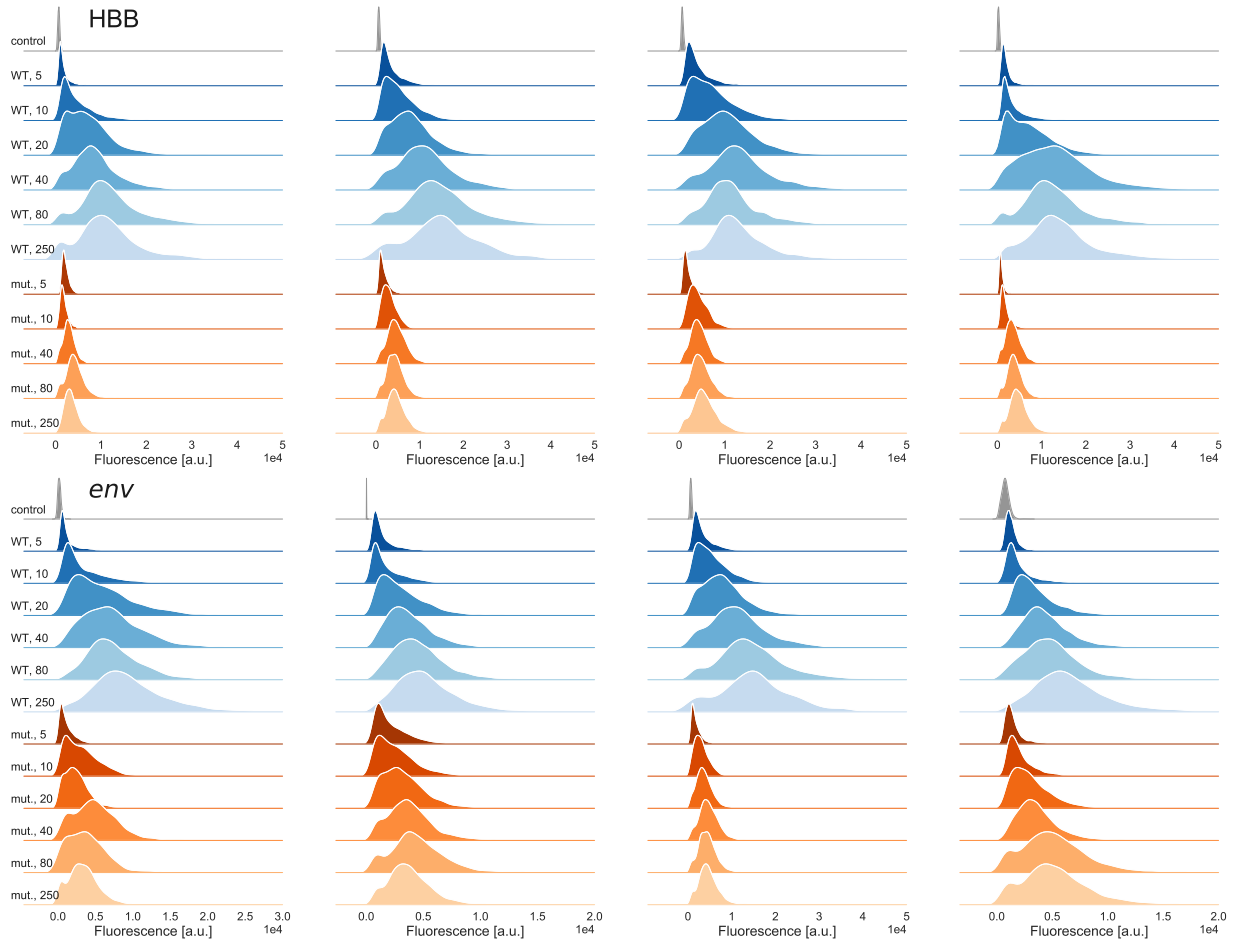 HBB
control
WT, 5
WT, 10
WT, 20
WT, 40
WT, 80
WT, 250
mut., 5
mut., 10
mut., 40
mut., 80
mut., 250
0 1 2 3 4 5 0 1 2 3 4 5 0 1 2 3 4 5 0 1 2 3 4 5
Fluorescence [a.u.] 1e4 Fluorescence [a.u.] 1e4 Fluorescence [a.u.] 1e4 Fluorescence [a.u.] 1e4
env
control
WT, 5
WT, 10
WT, 20
WT, 40
WT, 80
WT, 250
mut., 5
mut., 10
mut., 20
mut., 40
mut., 80
mut., 250
0.0 0.5 1.0 1.5 2.0 2.5 3.0 0.0 0.5 1.0 1.5 2.0 0 1 2 3 4 5 0.0 0.5 1.0 1.5 2.0
Fluorescence [a.u.] 1e4 Fluorescence [a.u.] 1e4 Fluorescence [a.u.] 1e4 Fluorescence [a.u.] 1e4